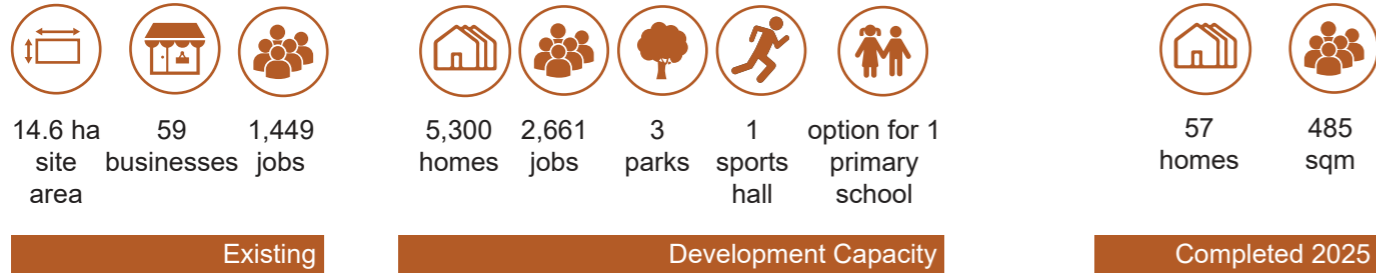 14.6 ha
site
area
59
businesses
1,449
jobs
Existing
5,300
homes
2,661
jobs
3
parks
1
sports
hall
option for 1
primary
school
Development Capacity
57
homes
485
sqm
Completed 2025